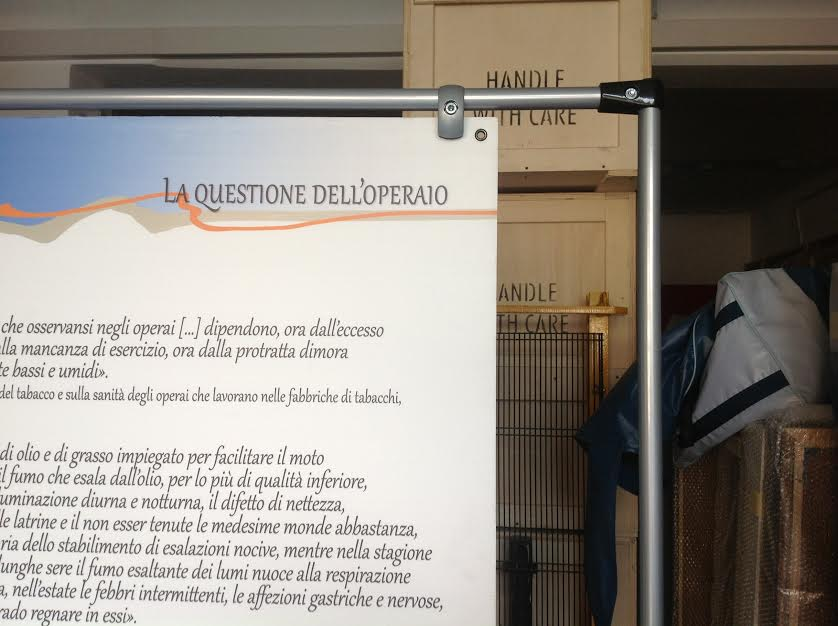 HANDLE
WITH CARE
LA QUESTIONE DELL'OPERAIO
ANDLE
TH CARE
che osservansi negli operai [...] dipendono, ora dall'eccesso
lla mancanza di esercizio, ora dalla protratta dimora
te bassi e umidi».
del tabacco e sulla sanità degli operai che lavorano nelle fabbriche di tabacchi,
di olio e di grasso impiegato per facilitare il moto
il fumo che esala dall'olio, per lo più di qualità inferiore,
uminazione diurna e notturna, il difetto di nettezza,
le latrine e il non esser tenute le medesime monde abbastanza,
ria dello stabilimento di esalazioni nocive, mentre nella stagione
lunghe sere il fumo esaltante dei lumi nuoce alla respirazione
a, nell'estate le febbri intermittenti, le affezioni gastriche e nervose,
rado regnare in essi».